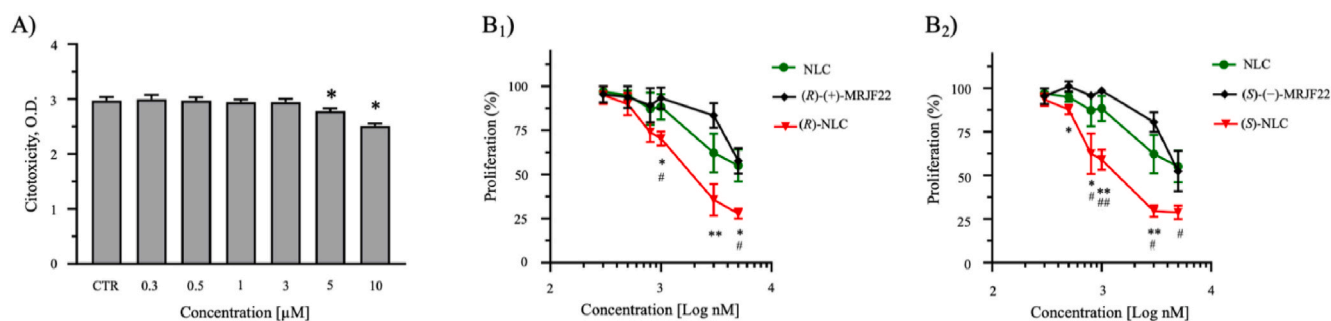 A)
Citotoxicity, O.D.
4
3
2
1
0
*
*
CTR
0.3
0.5
1
3
5
10
Concentration [µM]
B1)
Proliferation (%)
100
75
50
25
0
*
#
**
*
#
2
3
4
Concentration [Log nM]
NLC
(R)-(+)-MRJF22
(R)-NLC
B2)
Proliferation (%)
100
75
50
25
0
*
*
#
**
##
**
#
#
2
3
4
Concentration [Log nM]
NLC
(S)-(−)-MRJF22
(S)-NLC